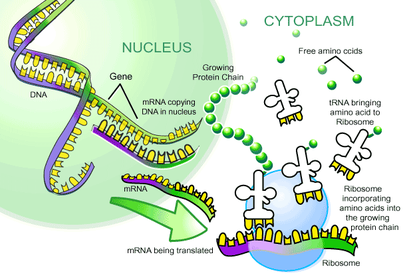 CYTOPLASM
NUCLEUS
Free amino ccids
Growing
Protein Chain
Gene
DNA
mRNA copying
DNA in nucleus
tRNA bringing
amino acid to
Ribosome
mRNA
Ribosome
incorporating
amino acids into
the growing
protein chain
mRNA being translated
Ribosome